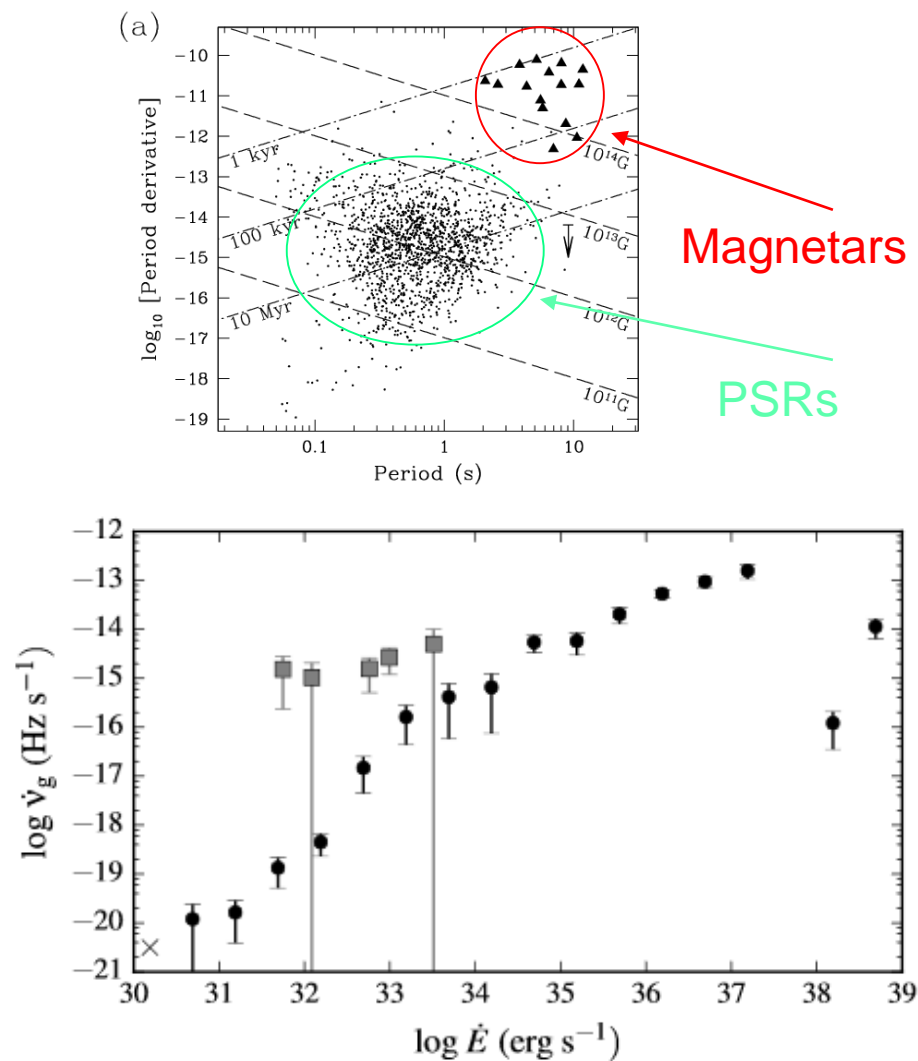 (a)
−10
−11
−12
−13
−14
−15
−16
−17
−18
−19
log₁₀ [Period derivative]
1 kyr
100 kyr
10 Myr
10¹⁴G
10¹³G
10¹²G
10¹¹G
0.1
1
10
Period (s)
Magnetars
PSRs
−12
−13
−14
−15
−16
−17
−18
−19
−20
−21
log ν̇g (Hz s⁻¹)
30 31 32 33 34 35 36 37 38 39
log Ė (erg s⁻¹)